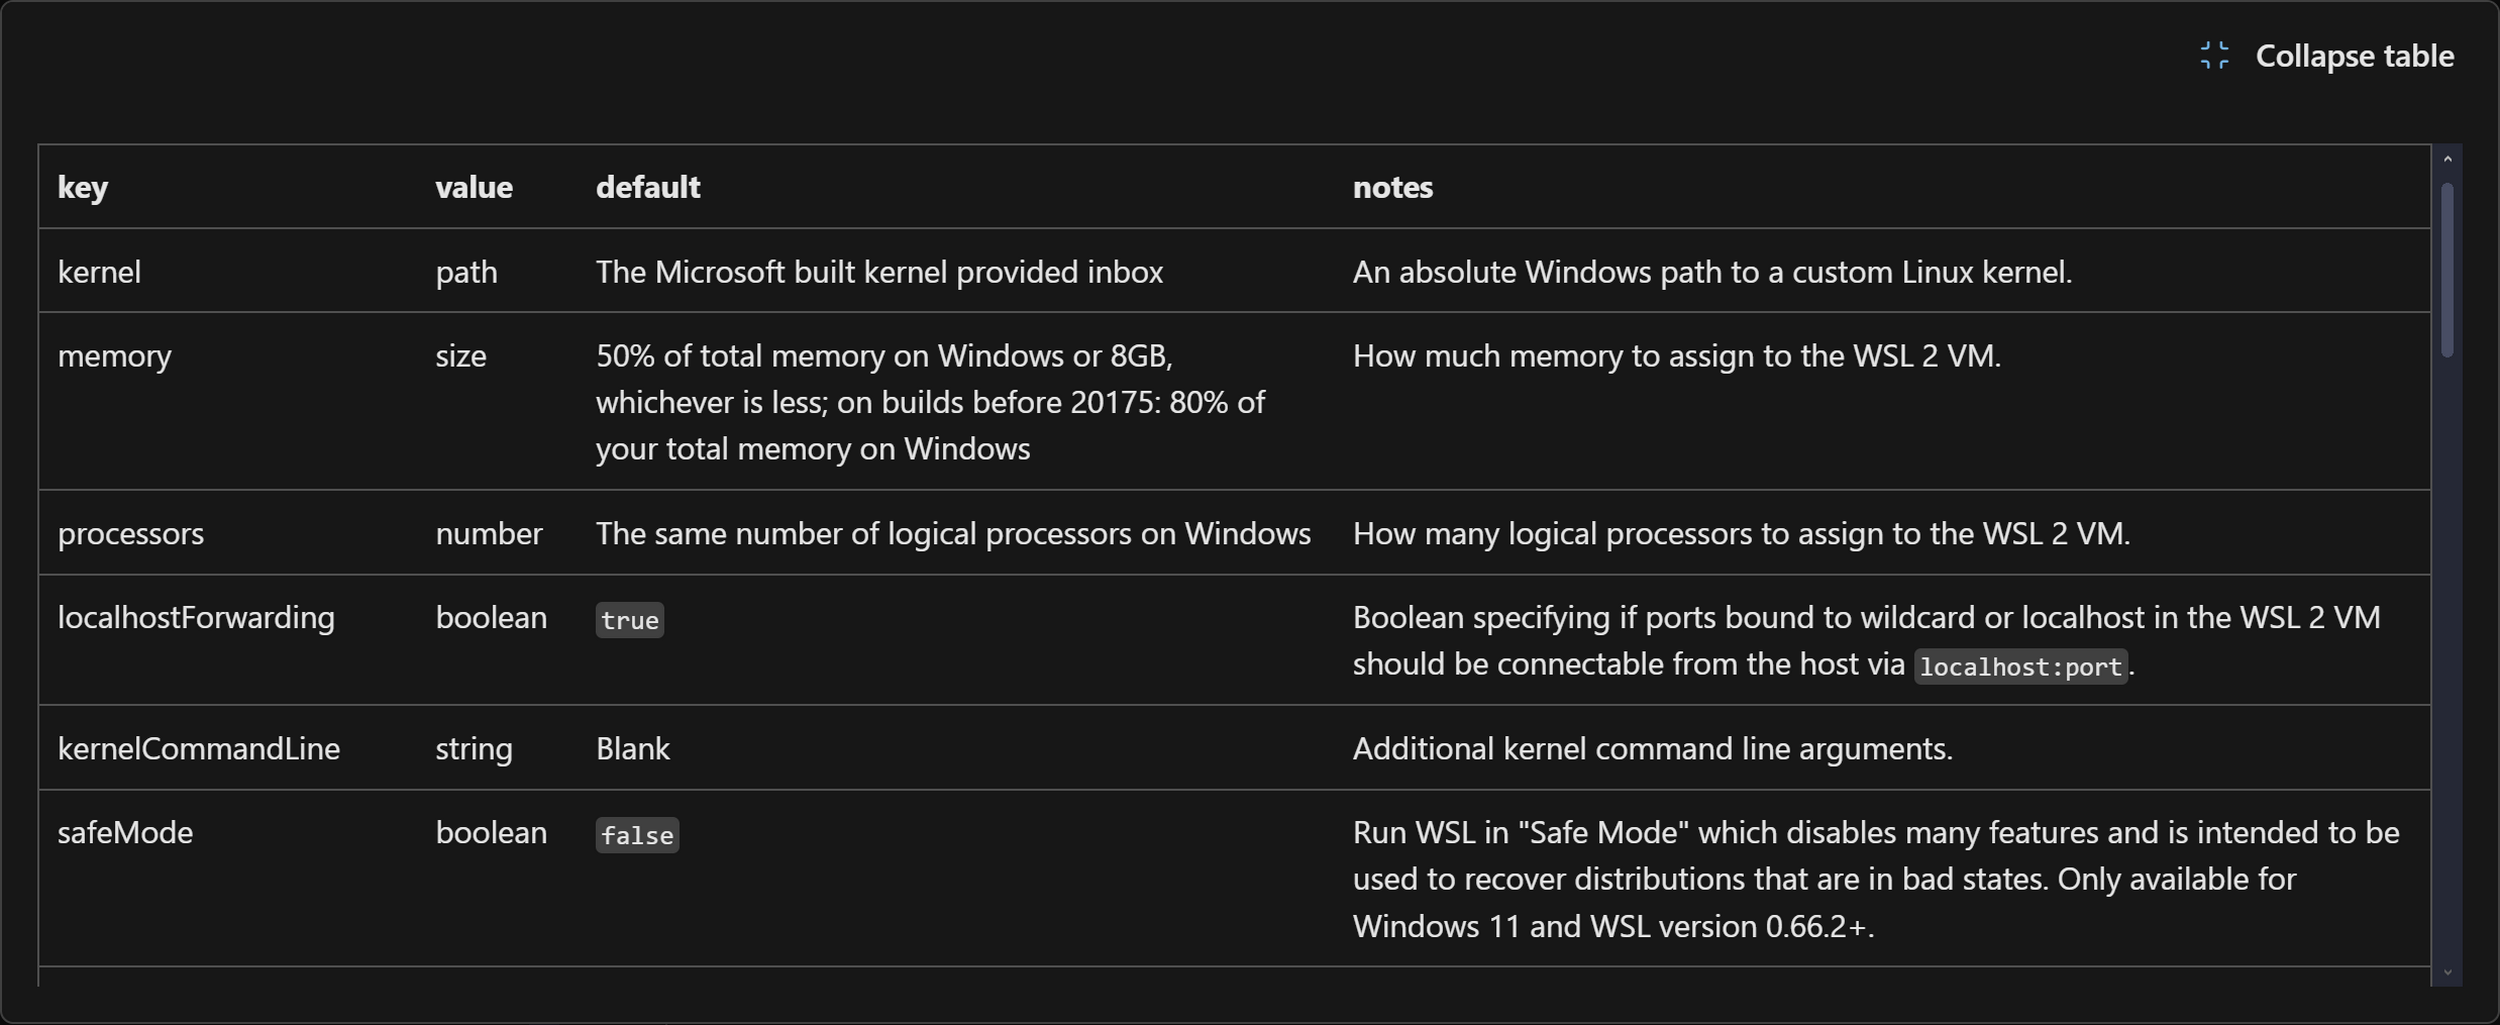 Collapse table
key value default notes
kernel path The Microsoft built kernel provided inbox An absolute Windows path to a custom Linux kernel.
memory size 50% of total memory on Windows or 8GB, How much memory to assign to the WSL 2 VM.
whichever is less; on builds before 20175: 80% of
your total memory on Windows
processors number The same number of logical processors on Windows How many logical processors to assign to the WSL 2 VM.
localhostForwarding boolean true Boolean specifying if ports bound to wildcard or localhost in the WSL 2 VM
should be connectable from the host via localhost:port.
kernelCommandLine string Blank Additional kernel command line arguments.
safeMode boolean false Run WSL in "Safe Mode" which disables many features and is intended to be
used to recover distributions that are in bad states. Only available for
Windows 11 and WSL version 0.66.2+.